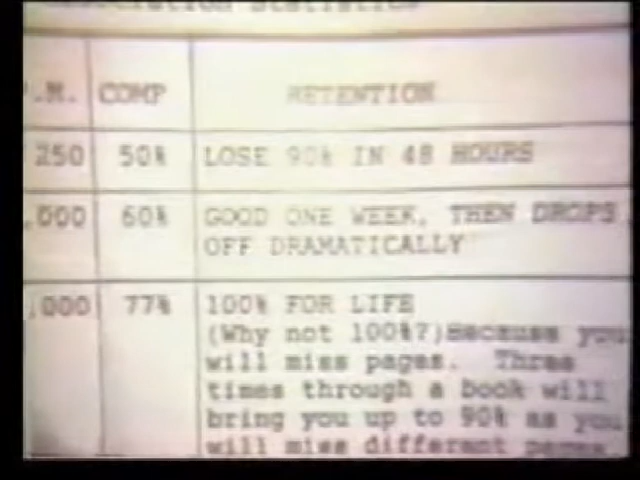 Statistics
.M. COMP RETENTION
250 50% LOSE 90% IN 48 HOURS
,000 60% GOOD ONE WEEK, THEN DROPS
OFF DRAMATICALLY
,000 77% 100% FOR LIFE
(Why not 100%?)Because you
will miss pages. Three
times through a book will
bring you up to 90% as you
will miss different pages.